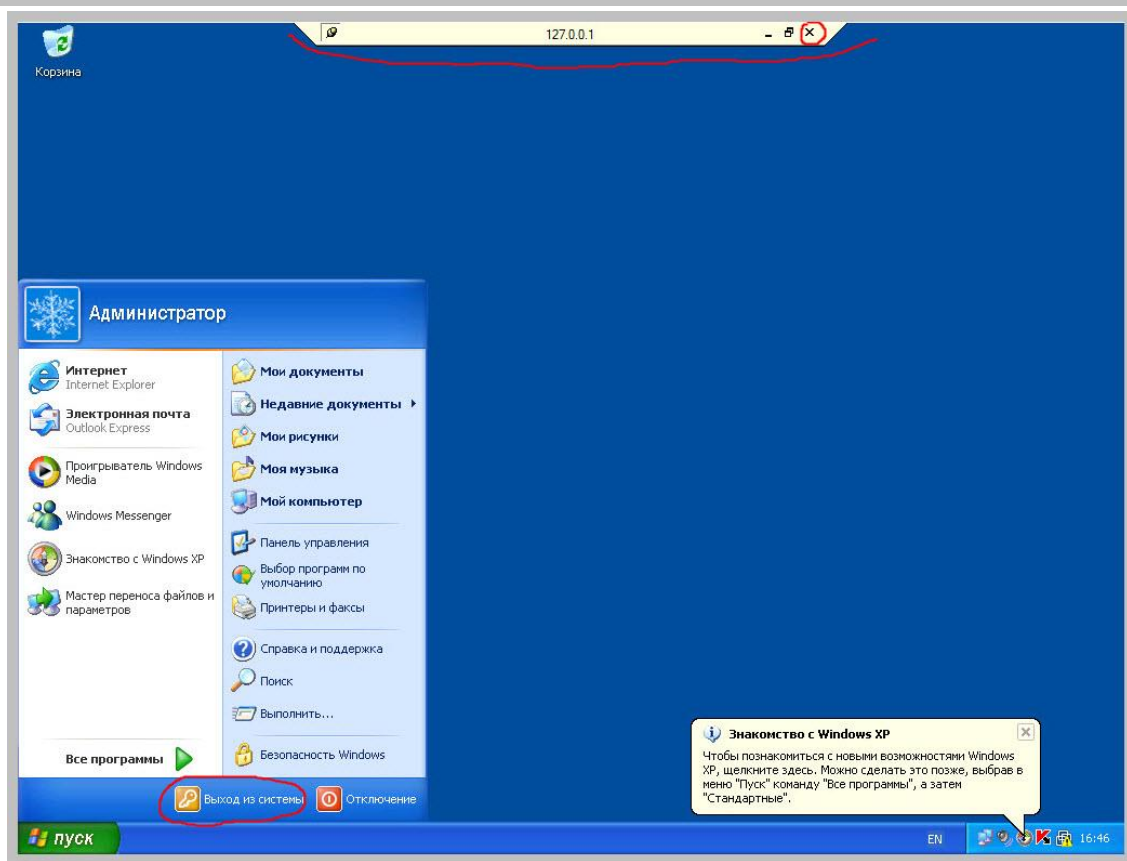 127.0.0.1
Корзина
Администратор
Интернет
Internet Explorer
Электронная почта
Outlook Express
Проигрыватель Windows
Media
Windows Messenger
Знакомство с Windows XP
Мастер переноса файлов и
параметров
Все программы
Мои документы
Недавние документы
Мои рисунки
Моя музыка
Мой компьютер
Панель управления
Выбор программ по
умолчанию
Принтеры и факсы
Справка и поддержка
Поиск
Выполнить...
Безопасность Windows
Выход из системы
Отключение
Знакомство с Windows XP
Чтобы познакомиться с новыми возможностями Windows
XP, щелкните здесь. Можно сделать это позже, выбрав в
меню "Пуск" команду "Все программы", а затем
"Стандартные".
пуск
EN
16:46